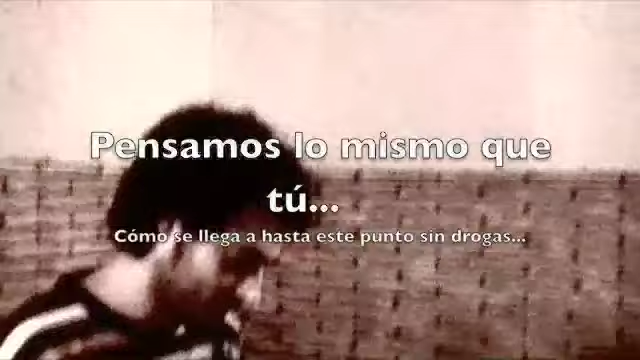 Pensamos lo mismo que
tú...
Cómo se llega a hasta este punto sin drogas...